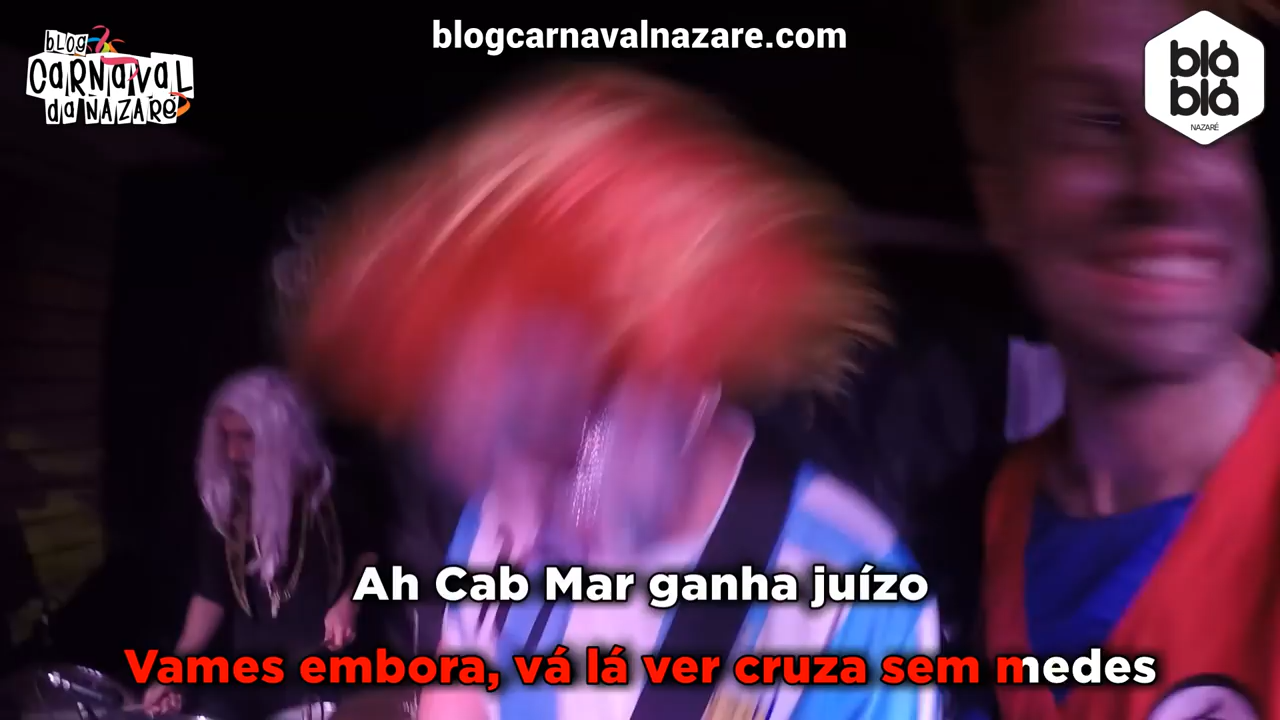 blogcarnavalnazare.com
BLOG
CARNAVAL
da NAZARÉ
blá
blá
NAZARÉ
Ah Cab Mar ganha juízo
Vames embora, vá lá ver cruza sem medes